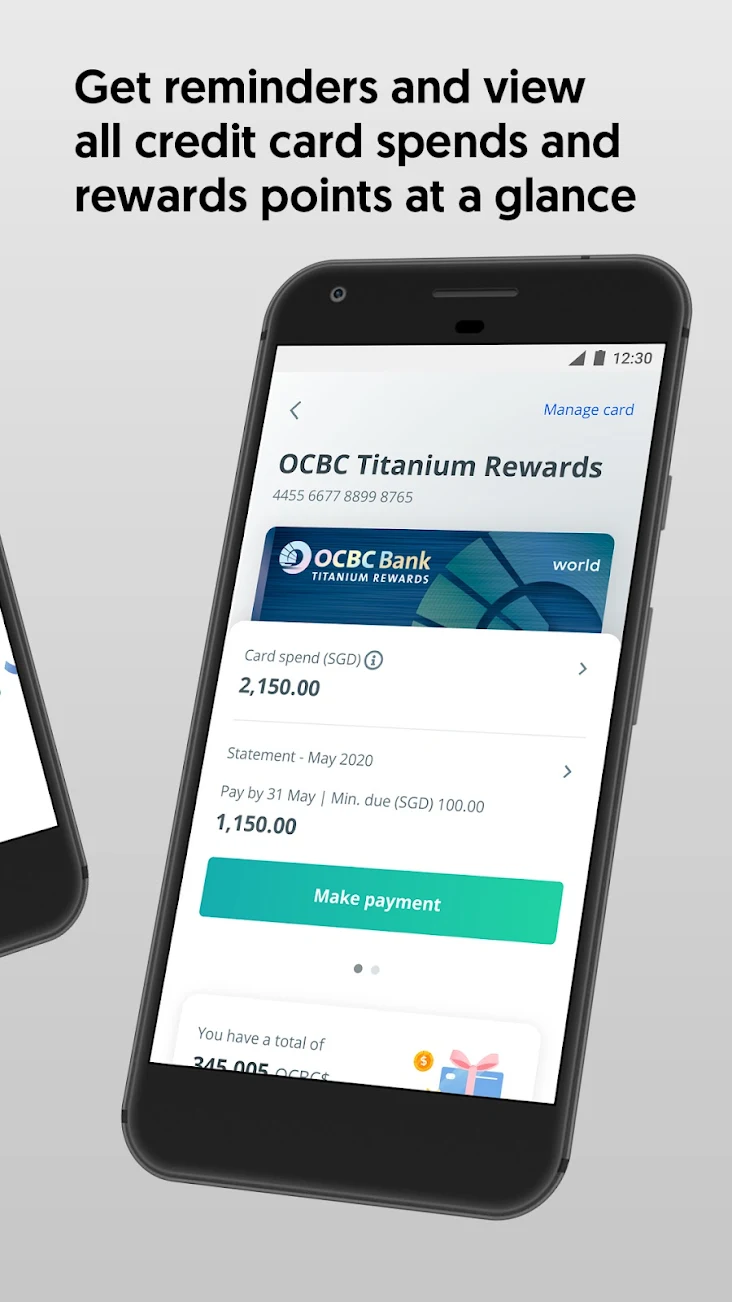 Get reminders and view
all credit card spends and
rewards points at a glance
12:30
Manage card
OCBC Titanium Rewards
4455 6677 8899 8765
OCBC Bank
TITANIUM REWARDS
world
Card spend (SGD)
2,150.00
Statement - May 2020
Pay by 31 May | Min. due (SGD) 100.00
1,150.00
Make payment
You have a total of
345,005 OCBC$